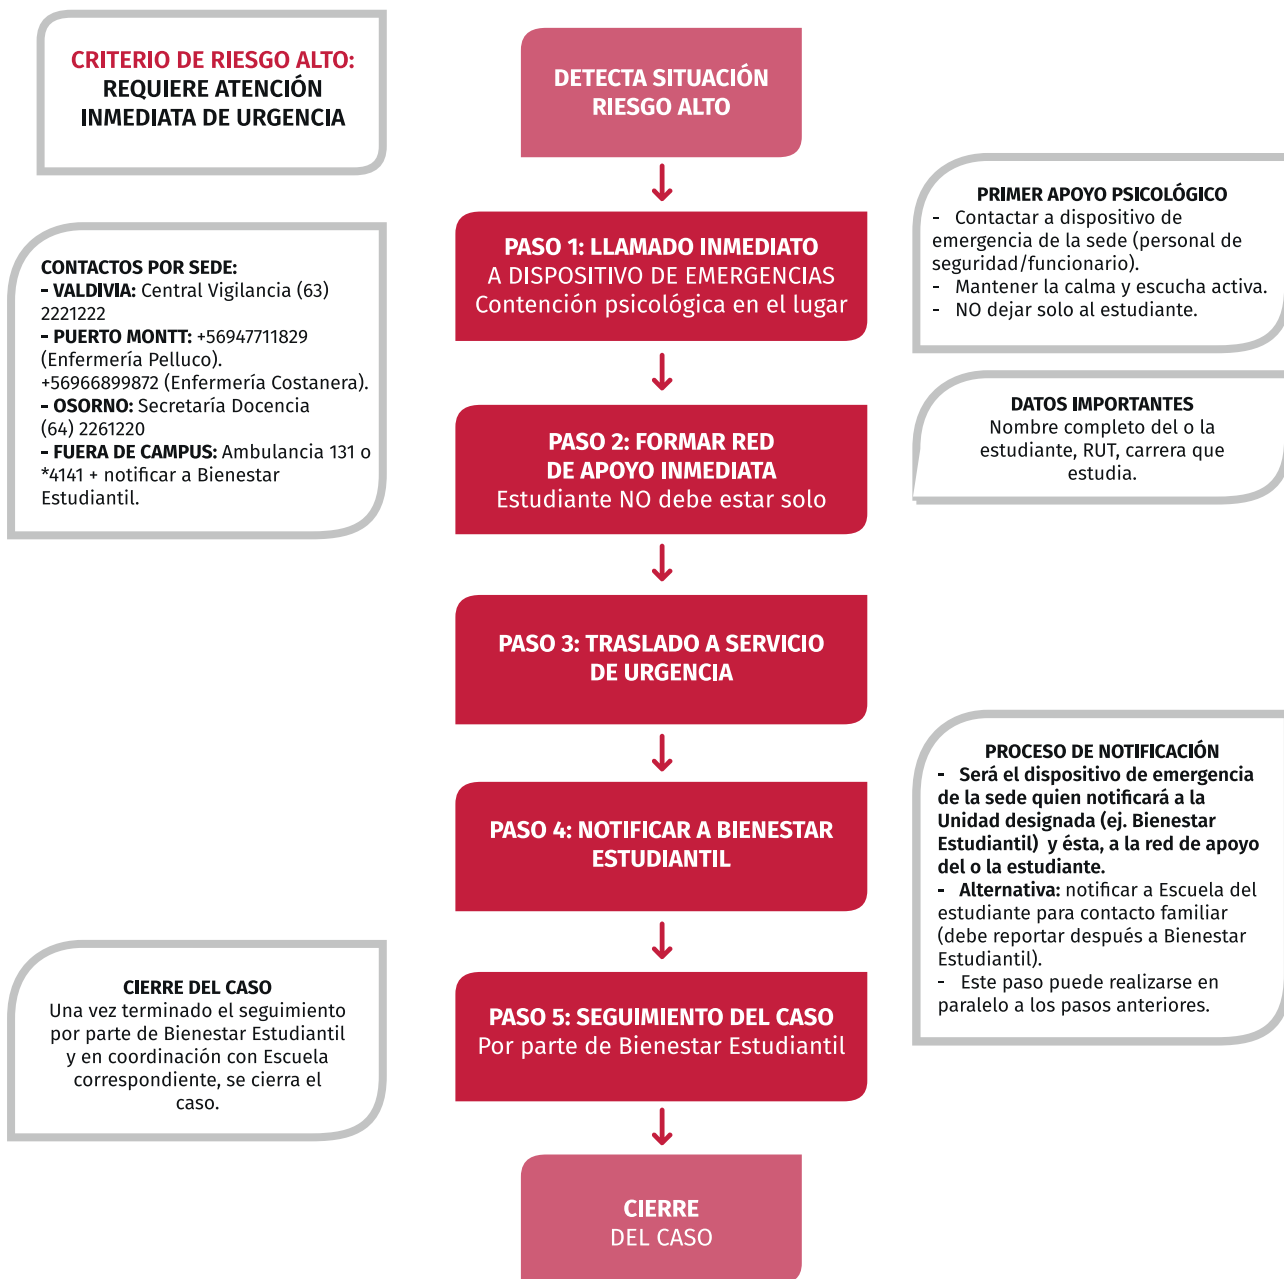 CRITERIO DE RIESGO ALTO:
REQUIERE ATENCIÓN
INMEDIATA DE URGENCIA
DETECTA SITUACIÓN
RIESGO ALTO
PRIMER APOYO PSICOLÓGICO
- Contactar a dispositivo de
emergencia de la sede (personal de
seguridad/funcionario).
- Mantener la calma y escucha activa.
- NO dejar solo al estudiante.
PASO 1: LLAMADO INMEDIATO
A DISPOSITIVO DE EMERGENCIAS
Contención psicológica en el lugar
CONTACTOS POR SEDE:
- VALDIVIA: Central Vigilancia (63)
2221222
- PUERTO MONTT: +56947711829
(Enfermería Pelluco).
+56966899872 (Enfermería Costanera).
- OSORNO: Secretaría Docencia
(64) 2261220
- FUERA DE CAMPUS: Ambulancia 131 o
*4141 + notificar a Bienestar
Estudiantil.
DATOS IMPORTANTES
Nombre completo del o la
estudiante, RUT, carrera que
estudia.
PASO 2: FORMAR RED
DE APOYO INMEDIATA
Estudiante NO debe estar solo
PASO 3: TRASLADO A SERVICIO
DE URGENCIA
PASO 4: NOTIFICAR A BIENESTAR
ESTUDIANTIL
PROCESO DE NOTIFICACIÓN
- Será el dispositivo de emergencia
de la sede quien notificará a la
Unidad designada (ej. Bienestar
Estudiantil) y ésta, a la red de apoyo
del o la estudiante.
- Alternativa: notificar a Escuela del
estudiante para contacto familiar
(debe reportar después a Bienestar
Estudiantil).
- Este paso puede realizarse en
paralelo a los pasos anteriores.
CIERRE DEL CASO
Una vez terminado el seguimiento
por parte de Bienestar Estudiantil
y en coordinación con Escuela
correspondiente, se cierra el
caso.
PASO 5: SEGUIMIENTO DEL CASO
Por parte de Bienestar Estudiantil
CIERRE
DEL CASO